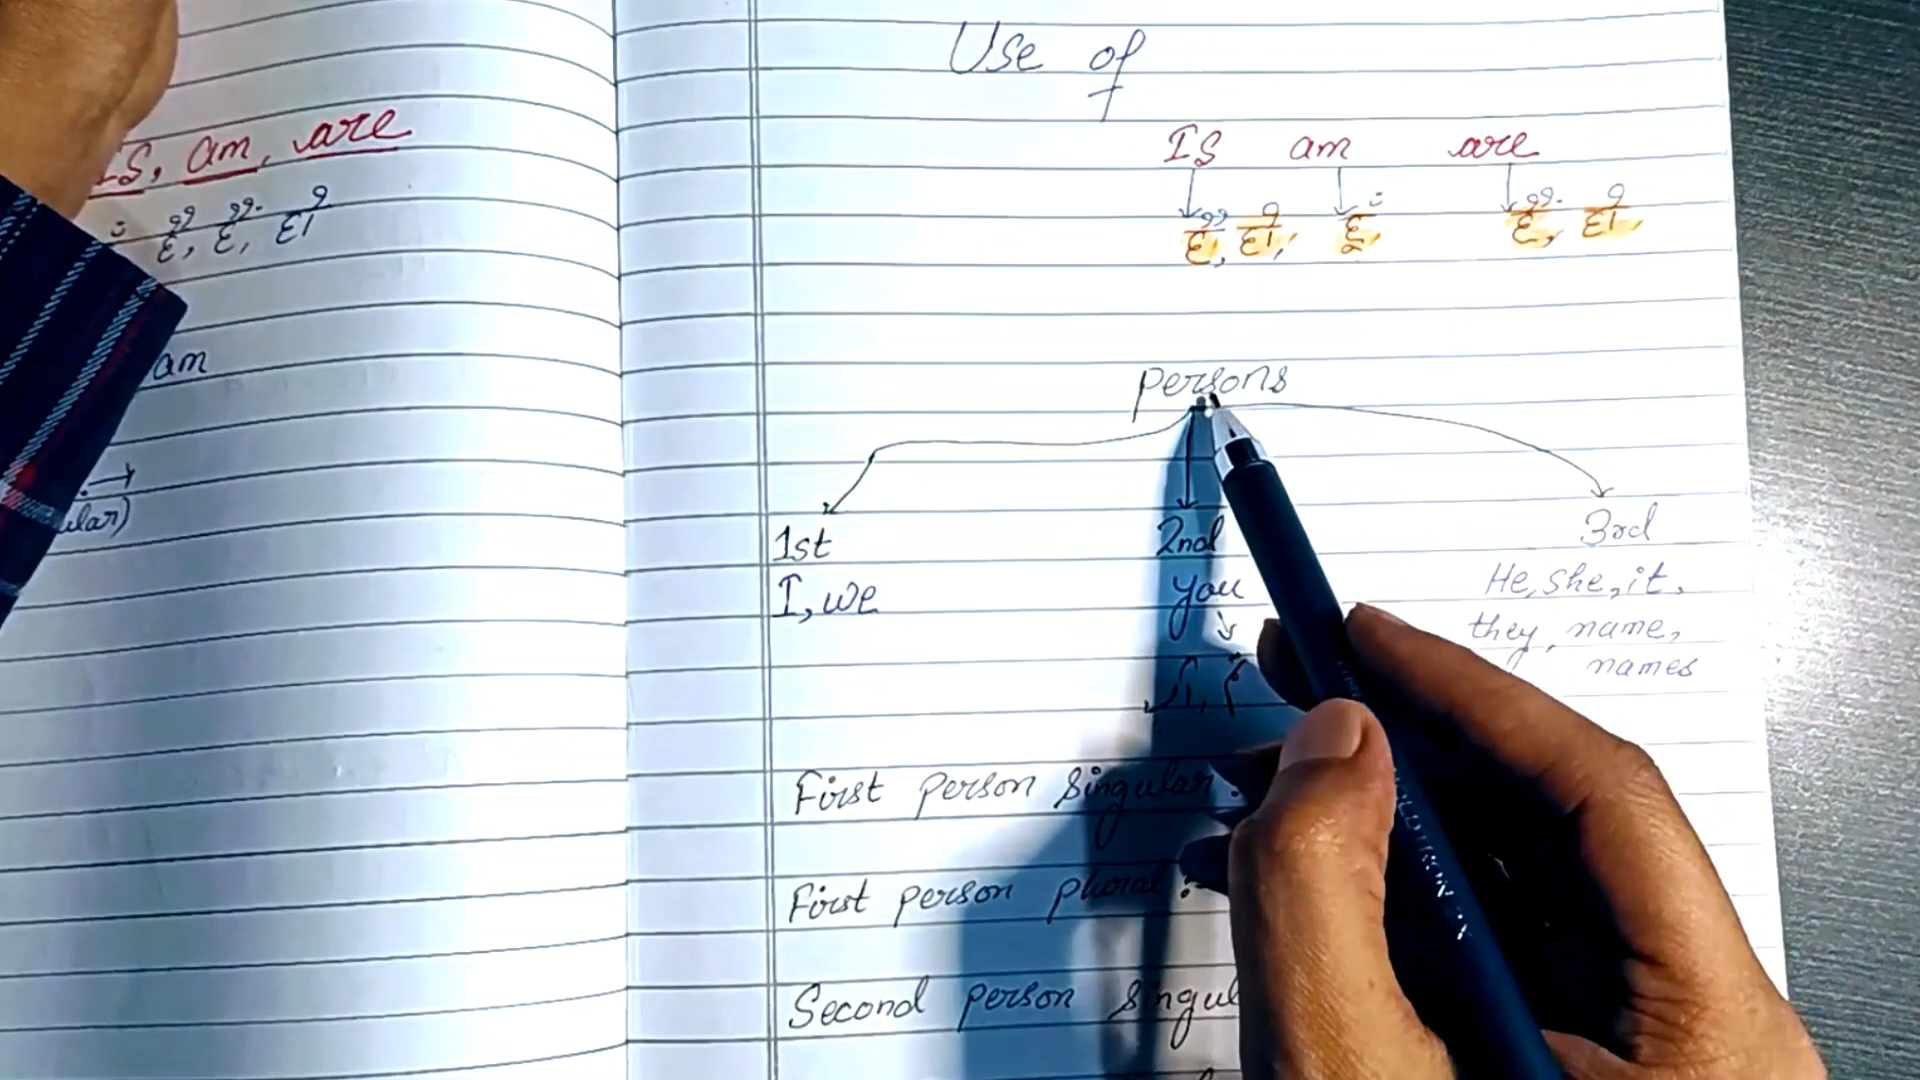 IS, am, are
है, हैं, हो
am
ular)
Use of
IS am are
है, हो, हूँ, हैं, हो,
persons
1st 2nd 3rd
I, we you He, she, it,
they, name,
names
First person singular :
First person plural :-
Second person singul